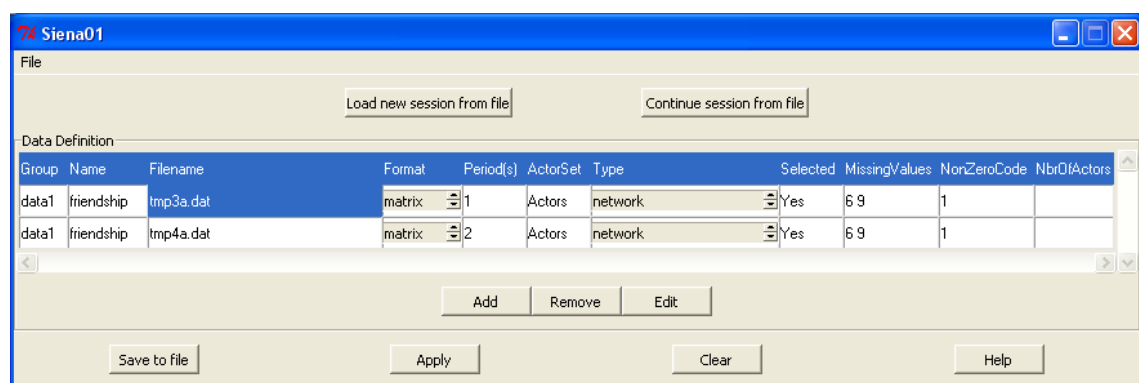 7% Siena01
File
Load new session from file Continue session from file
Data Definition
Group Name Filename Format Period(s) ActorSet Type Selected MissingValues NonZeroCode NbrOfActors
data1 friendship tmp3a.dat matrix 1 Actors network Yes 6 9 1
data1 friendship tmp4a.dat matrix 2 Actors network Yes 6 9 1
Add Remove Edit
Save to file Apply Clear Help